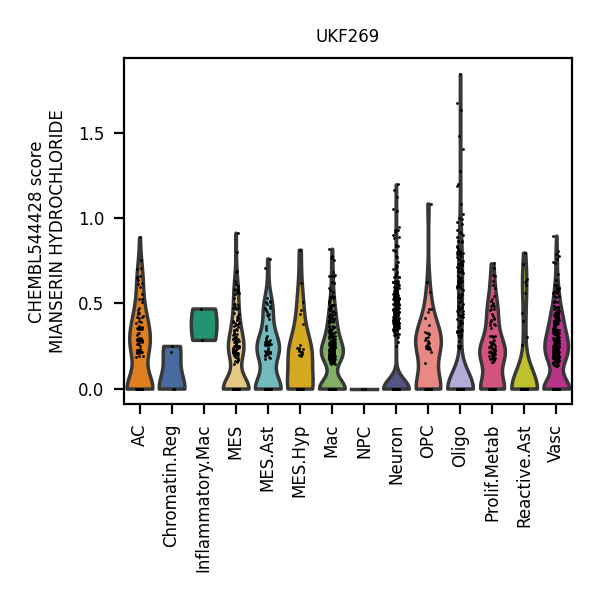 UKF269
CHEMBL544428 score
MIANSERIN HYDROCHLORIDE
1.5
1.0
0.5
0.0
AC
Chromatin.Reg
Inflammatory.Mac
MES
MES.Ast
MES.Hyp
Mac
NPC
Neuron
OPC
Oligo
Prolif.Metab
Reactive.Ast
Vasc